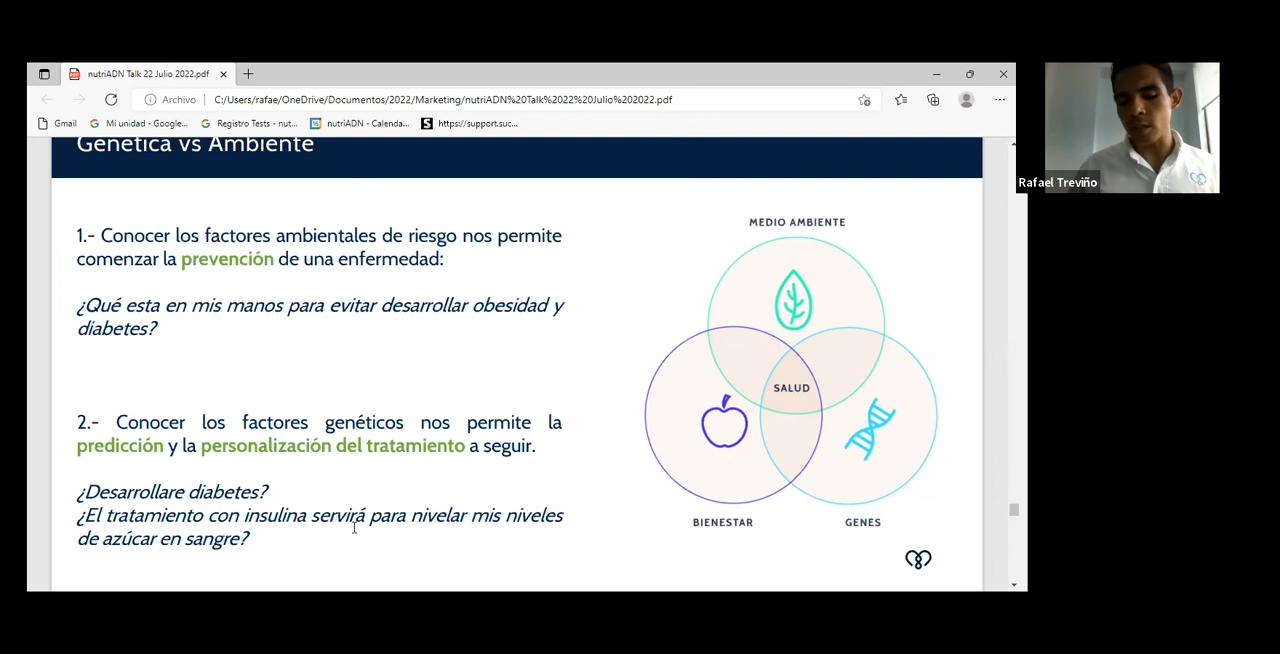 nutriADN Talk 22 Julio 2022.pdf
Archivo
C:/Users/rafae/OneDrive/Documentos/2022/Marketing/nutriADN%20Talk%2022%20Julio%202022.pdf
Gmail
Mi unidad - Google...
Registro Tests - nut...
nutriADN - Calenda...
https://support.suc...
Rafael Treviño
Genética vs Ambiente
1.- Conocer los factores ambientales de riesgo nos permite
comenzar la prevención de una enfermedad:
¿Qué esta en mis manos para evitar desarrollar obesidad y
diabetes?
2.- Conocer los factores genéticos nos permite la
predicción y la personalización del tratamiento a seguir.
¿Desarrollare diabetes?
¿El tratamiento con insulina servirá para nivelar mis niveles
de azúcar en sangre?
MEDIO AMBIENTE
SALUD
BIENESTAR
GENES